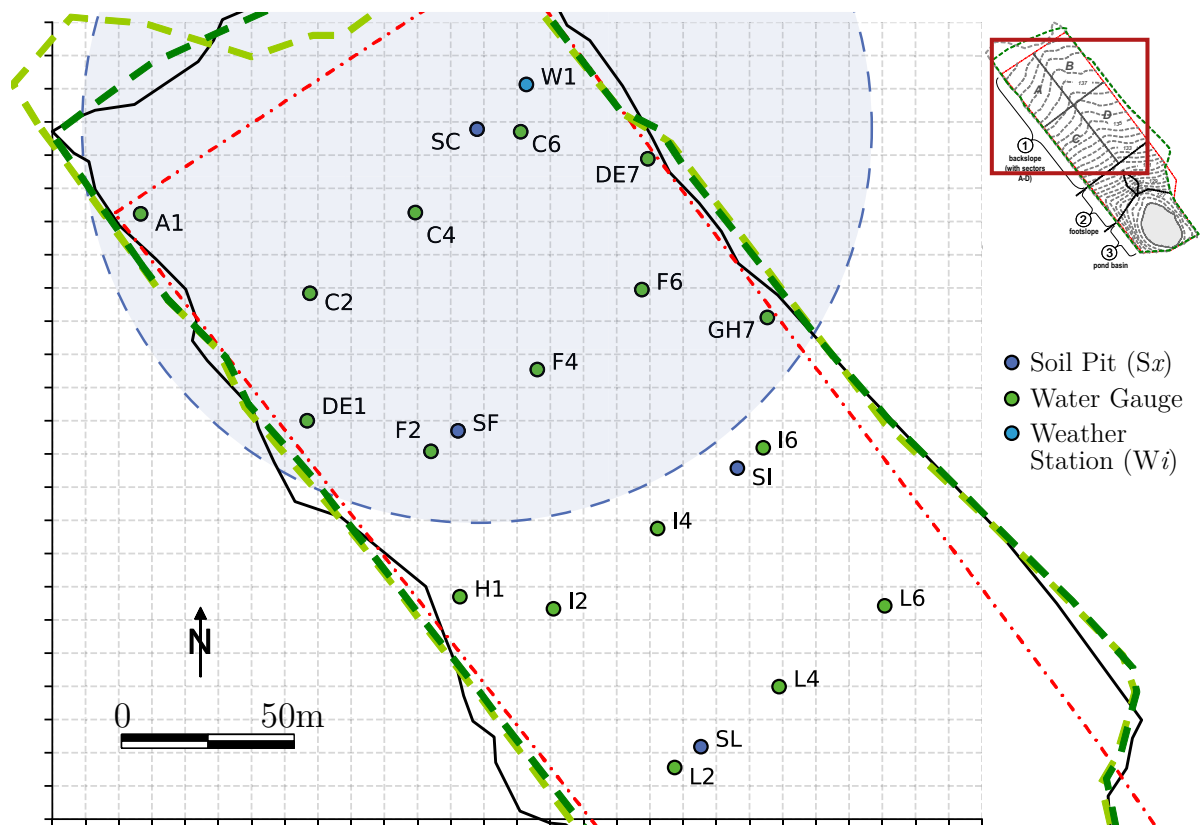 W1
SC
C6
DE7
A1
C4
C2
F6
GH7
F4
DE1
F2
SF
I6
SI
I4
H1
I2
L6
L4
SL
L2
N
0 50m
B
A
137
D
C
132
1
backslope
(with sectors
A-D)
2
footslope
3
pond basin
Soil Pit (Sx)
Water Gauge
Weather
Station (Wi)